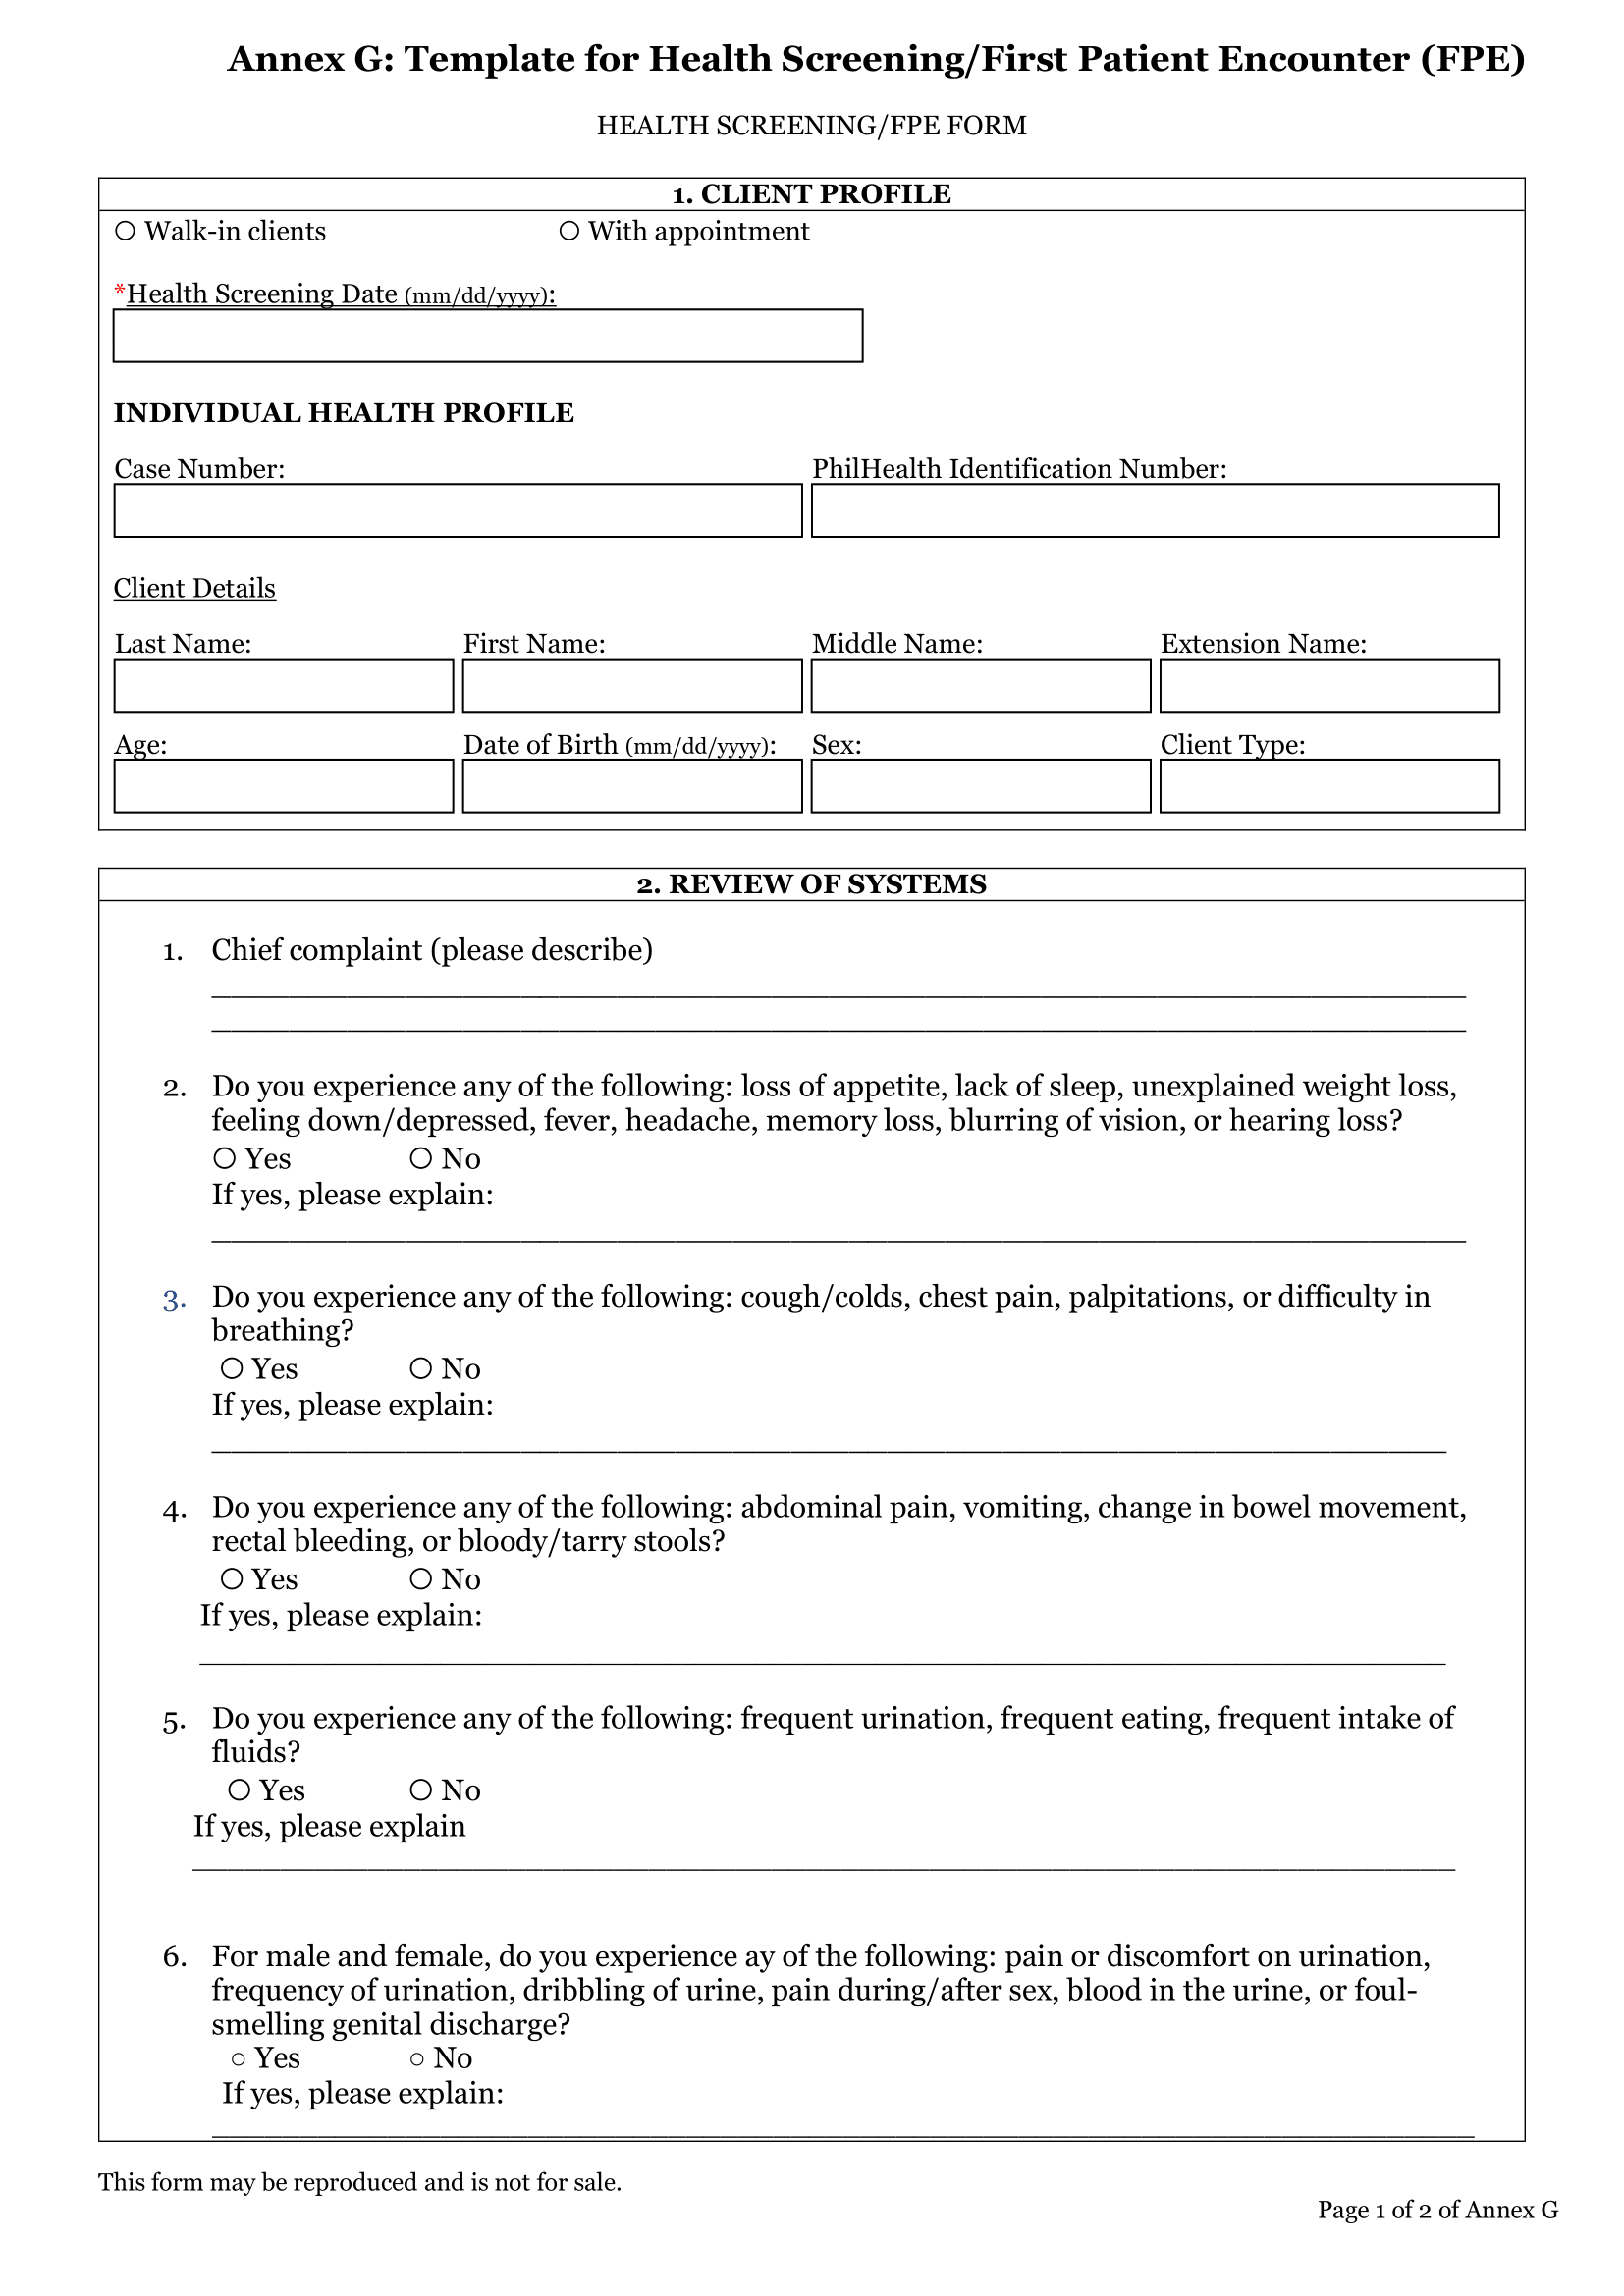 Annex G: Template for Health Screening/First Patient Encounter (FPE)
HEALTH SCREENING/FPE FORM
1. CLIENT PROFILE
○ Walk-in clients ○ With appointment
*Health Screening Date (mm/dd/yyyy):
INDIVIDUAL HEALTH PROFILE
Case Number: PhilHealth Identification Number:
Client Details
Last Name: First Name: Middle Name: Extension Name:
Age: Date of Birth (mm/dd/yyyy): Sex: Client Type:
2. REVIEW OF SYSTEMS
1. Chief complaint (please describe)
2. Do you experience any of the following: loss of appetite, lack of sleep, unexplained weight loss,
feeling down/depressed, fever, headache, memory loss, blurring of vision, or hearing loss?
○ Yes ○ No
If yes, please explain:
3. Do you experience any of the following: cough/colds, chest pain, palpitations, or difficulty in
breathing?
○ Yes ○ No
If yes, please explain:
4. Do you experience any of the following: abdominal pain, vomiting, change in bowel movement,
rectal bleeding, or bloody/tarry stools?
○ Yes ○ No
If yes, please explain:
5. Do you experience any of the following: frequent urination, frequent eating, frequent intake of
fluids?
○ Yes ○ No
If yes, please explain
6. For male and female, do you experience ay of the following: pain or discomfort on urination,
frequency of urination, dribbling of urine, pain during/after sex, blood in the urine, or foul-
smelling genital discharge?
○ Yes ○ No
If yes, please explain:
This form may be reproduced and is not for sale.
Page 1 of 2 of Annex G